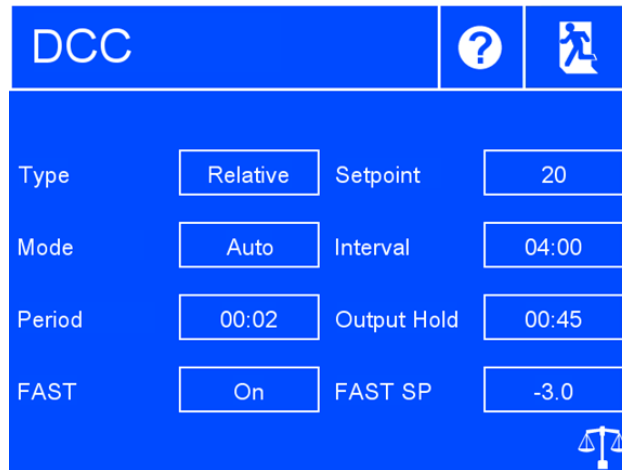 DCC ?
Type Relative Setpoint 20
Mode Auto Interval 04:00
Period 00:02 Output Hold 00:45
FAST On FAST SP -3.0